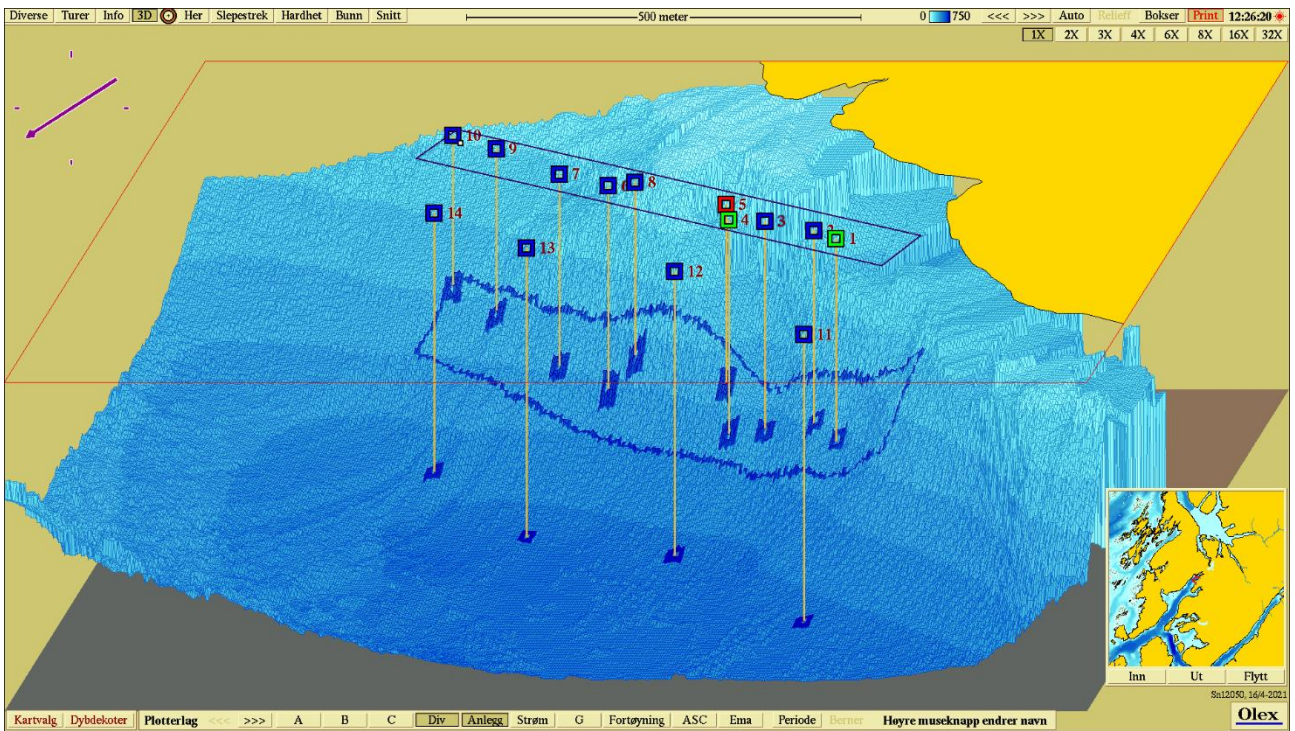 Diverse Turer Info 3D Her Slepestrek Hardhet Bunn Snitt 500 meter 0 750 <<< >>> Auto Relieff Bokser Print 12:26:20
1X 2X 3X 4X 6X 8X 16X 32X
10
9
7
6 8
14
5
4 3 2 1
13
12
11
Inn Ut Flytt
Sn12050, 16/4-2021
Kartvalg Dybdekoter Plotterlag <<< >>> A B C Div Anlegg Strøm G Fortøyning ASC Ema Periode Berner Høyre museknapp endrer navn Olex